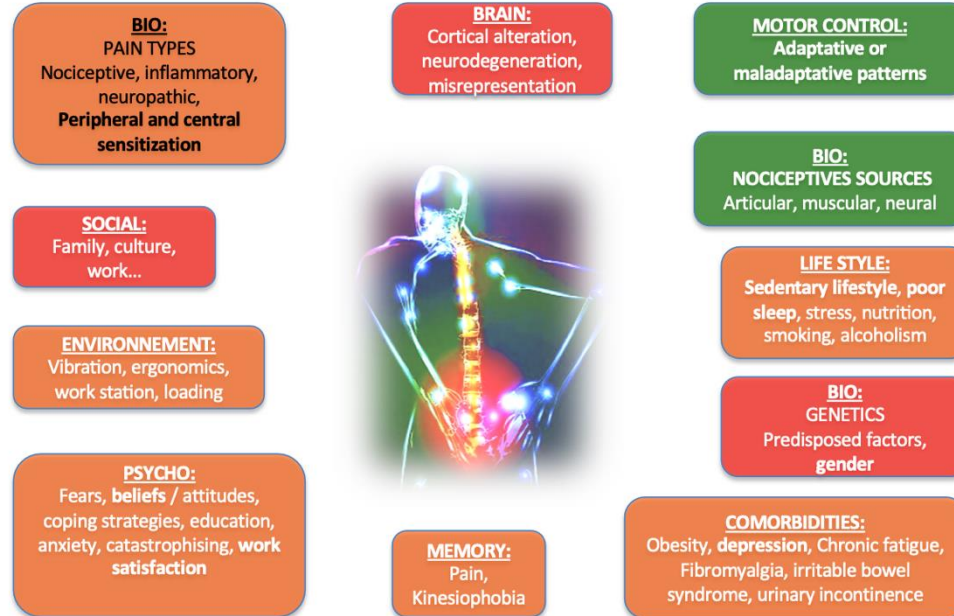 BIO:
PAIN TYPES
Nociceptive, inflammatory,
neuropathic,
Peripheral and central
sensitization
BRAIN:
Cortical alteration,
neurodegeneration,
misrepresentation
MOTOR CONTROL:
Adaptative or
maladaptative patterns
BIO:
NOCICEPTIVES SOURCES
Articular, muscular, neural
SOCIAL:
Family, culture,
work...
LIFE STYLE:
Sedentary lifestyle, poor
sleep, stress, nutrition,
smoking, alcoholism
ENVIRONNEMENT:
Vibration, ergonomics,
work station, loading
BIO:
GENETICS
Predisposed factors,
gender
PSYCHO:
Fears, beliefs / attitudes,
coping strategies, education,
anxiety, catastrophising, work
satisfaction
MEMORY:
Pain,
Kinesiophobia
COMORBIDITIES:
Obesity, depression, Chronic fatigue,
Fibromyalgia, irritable bowel
syndrome, urinary incontinence